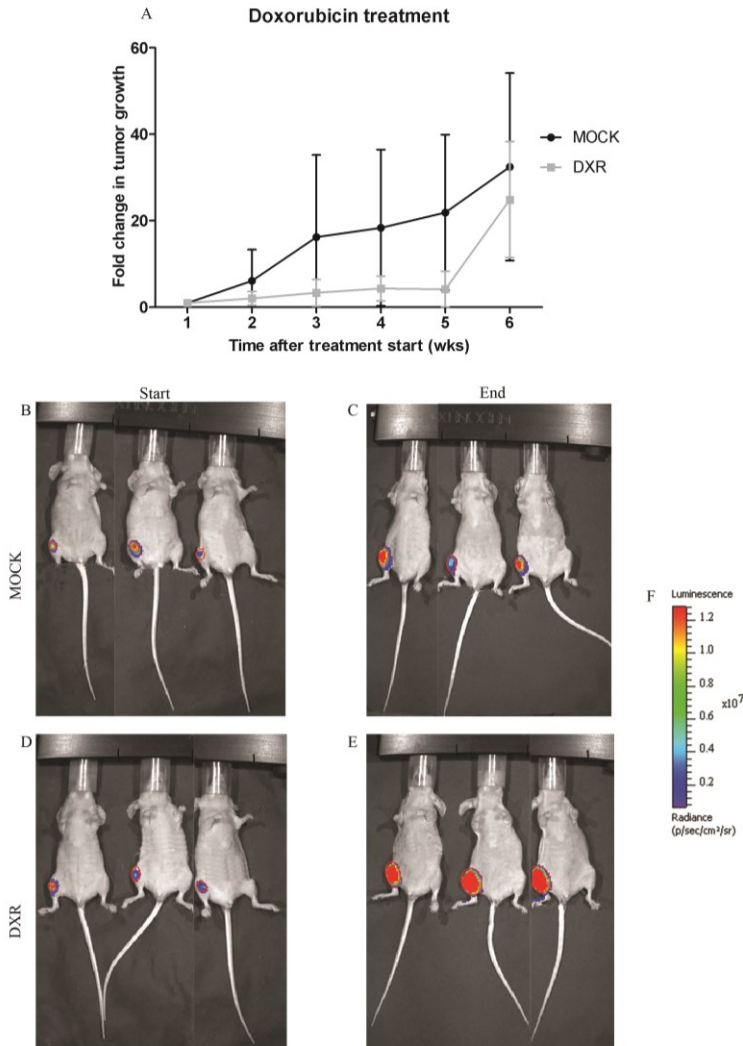 A
Doxorubicin treatment
60
40
20
0
Fold change in tumor growth
MOCK
DXR
1 2 3 4 5 6
Time after treatment start (wks)
Start
End
B
C
MOCK
F
Luminescence
1.2
1.0
0.8
0.6
0.4
0.2
x10⁷
Radiance
(p/sec/cm²/sr)
D
E
DXR